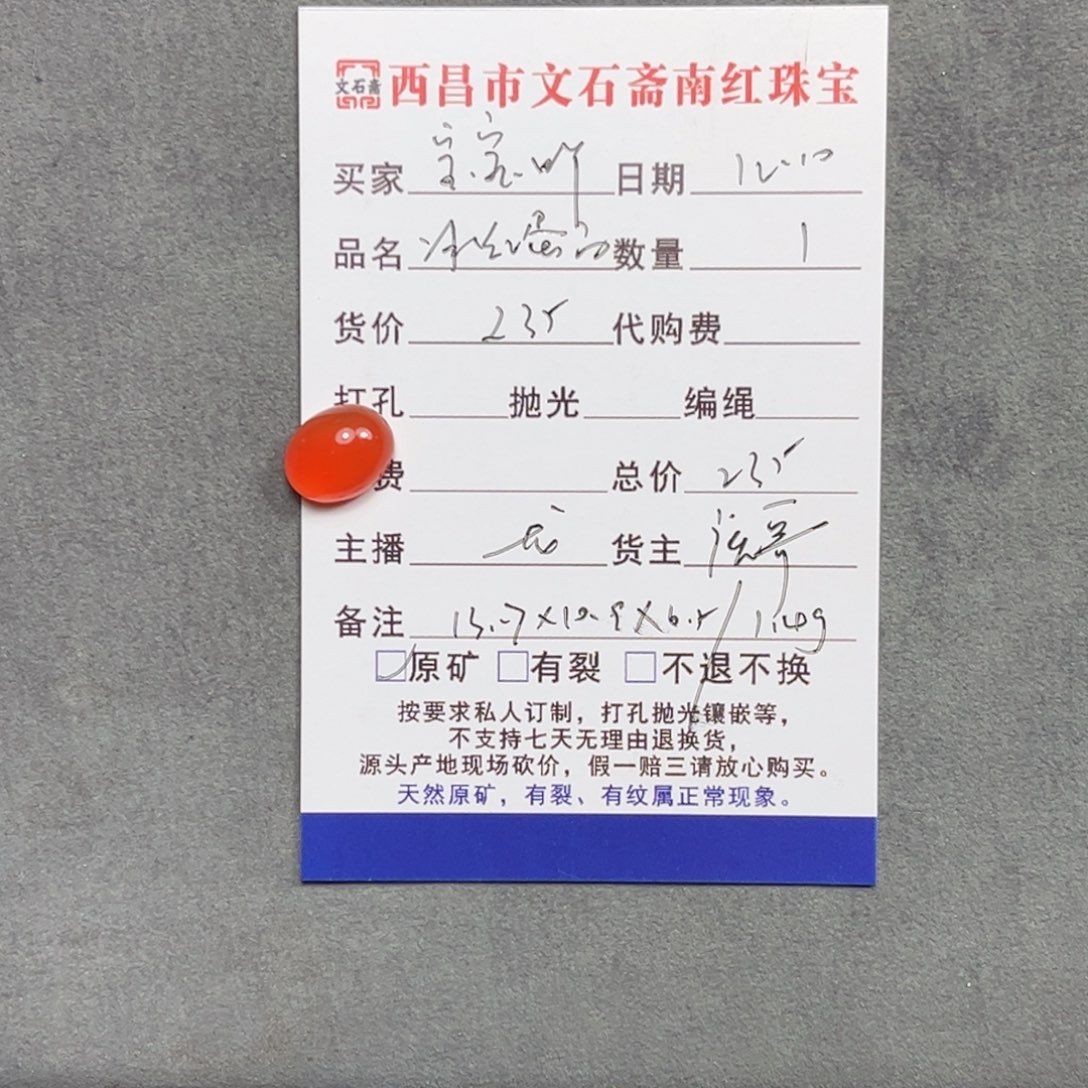 文石斋 西昌市文石斋南红珠宝
买家 日期 12.10
品名 数量 1
货价 235 代购费
打孔 抛光 编绳
费 总价 235
主播 货主
备注 13.7×10.9×6.5
原矿 有裂 不退不换
按要求私人订制，打孔抛光镶嵌等，
不支持七天无理由退换货，
源头产地现场砍价，假一赔三请放心购买。
天然原矿，有裂、有纹属正常现象。